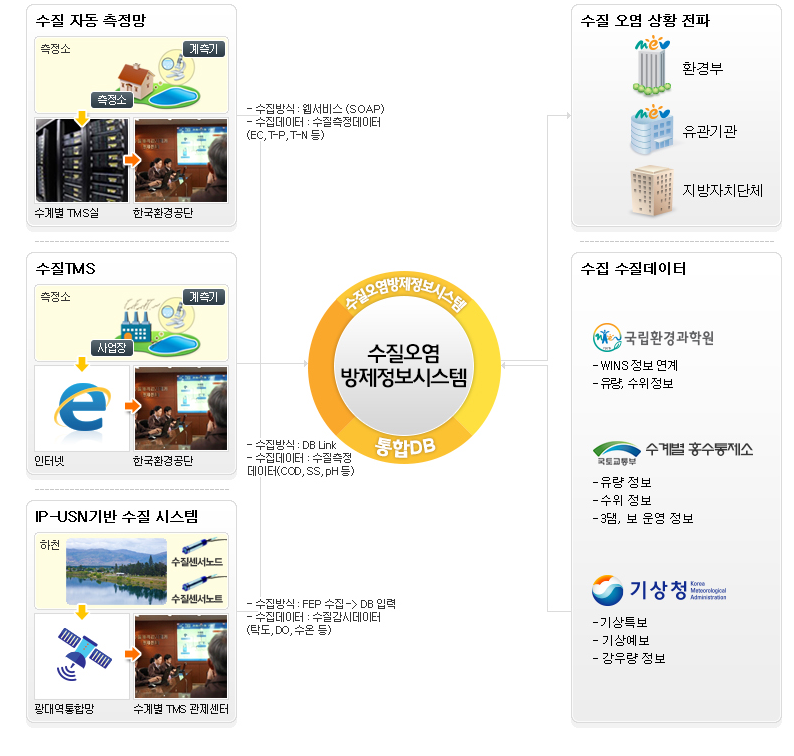 수질 자동 측정망
측정소
계측기
측정소
수계별 TMS실
한국환경공단
- 수집방식 : 웹서비스 (SOAP)
- 수집데이터 : 수질측정데이터
(EC, T-P, T-N 등)
수질TMS
측정소
계측기
사업장
인터넷
한국환경공단
- 수집방식 : DB Link
- 수집데이터 : 수질측정
데이터(COD, SS, pH 등)
IP-USN기반 수질 시스템
하천
수질센서노드
수질센서노트
광대역통합망
수계별 TMS 관제센터
- 수집방식 : FEP 수집-> DB 입력
- 수집데이터 : 수질감시데이터
(탁도, DO, 수온 등)
수질오염방제정보시스템
수질오염
방제정보시스템
통합DB
수질 오염 상황 전파
mev
환경부
mev
유관기관
지방자치단체
수집 수질데이터
국립환경과학원
- WINS 정보 연계
- 유량, 수위정보
국토교통부
수계별 홍수통제소
- 유량 정보
- 수위 정보
- 3댐, 보 운영 정보
기상청
Korea
Meteorological
Administration
- 기상특보
- 기상예보
- 강우량 정보